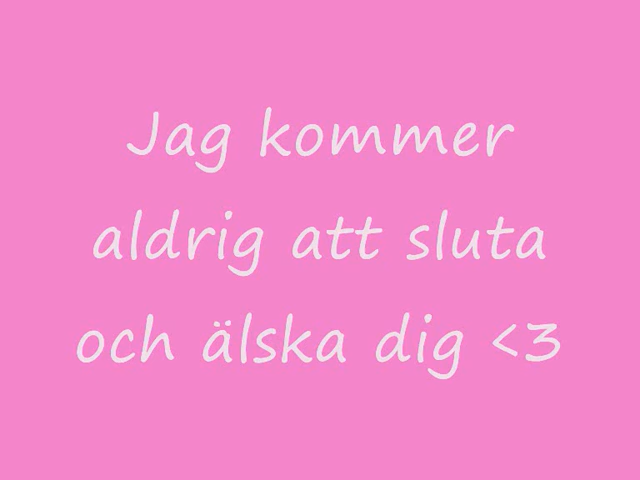 Jag kommer
aldrig att sluta
och älska dig <3